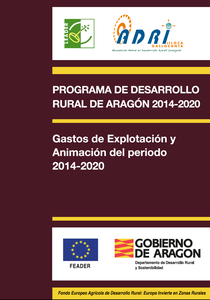 LEADER
ADRI
JILOCA
GALLOCANTA
PROGRAMA DE DESARROLLO
RURAL DE ARAGÓN 2014-2020
Gastos de Explotación y
Animación del periodo
2014-2020
FEADER
GOBIERNO
DE ARAGON
Departamento de Desarrollo Rural
y Sostenibilidad
Fondo Europeo Agrícola de Desarrollo Rural: Europa Invierte en Zonas Rurales